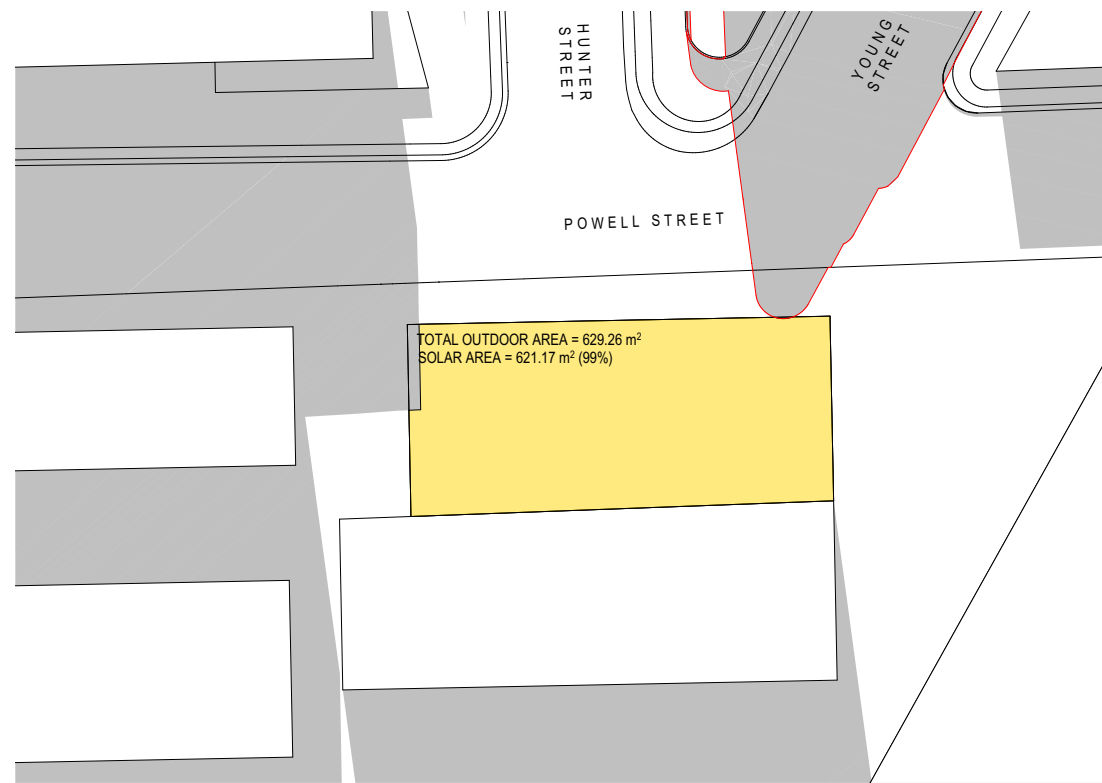 HUNTER
STREET
YOUNG
STREET
POWELL STREET
TOTAL OUTDOOR AREA = 629.26 m²
SOLAR AREA = 621.17 m² (99%)